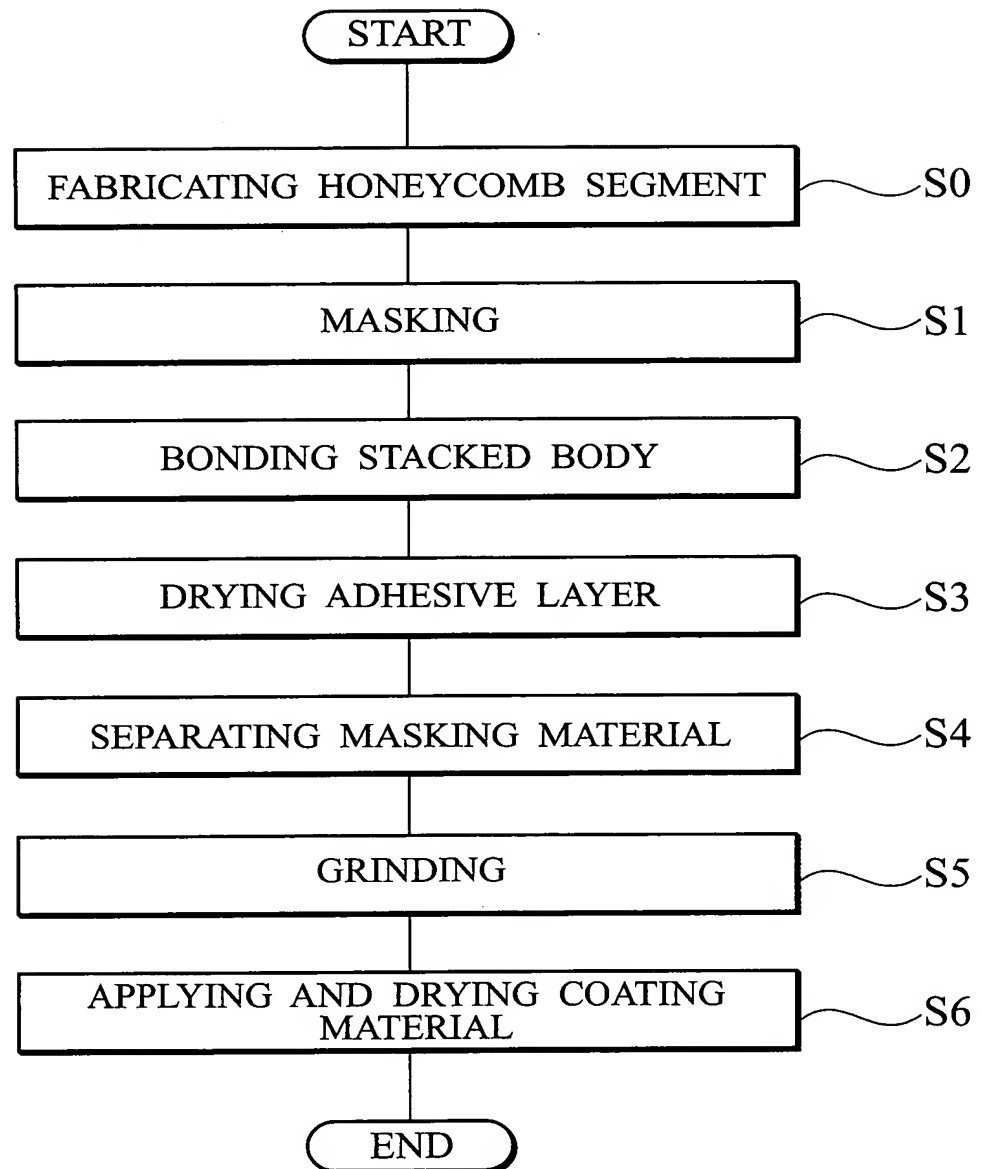 START
FABRICATING HONEYCOMB SEGMENT
S0
MASKING
S1
BONDING STACKED BODY
S2
DRYING ADHESIVE LAYER
S3
SEPARATING MASKING MATERIAL
S4
GRINDING
S5
APPLYING AND DRYING COATING
MATERIAL
S6
END